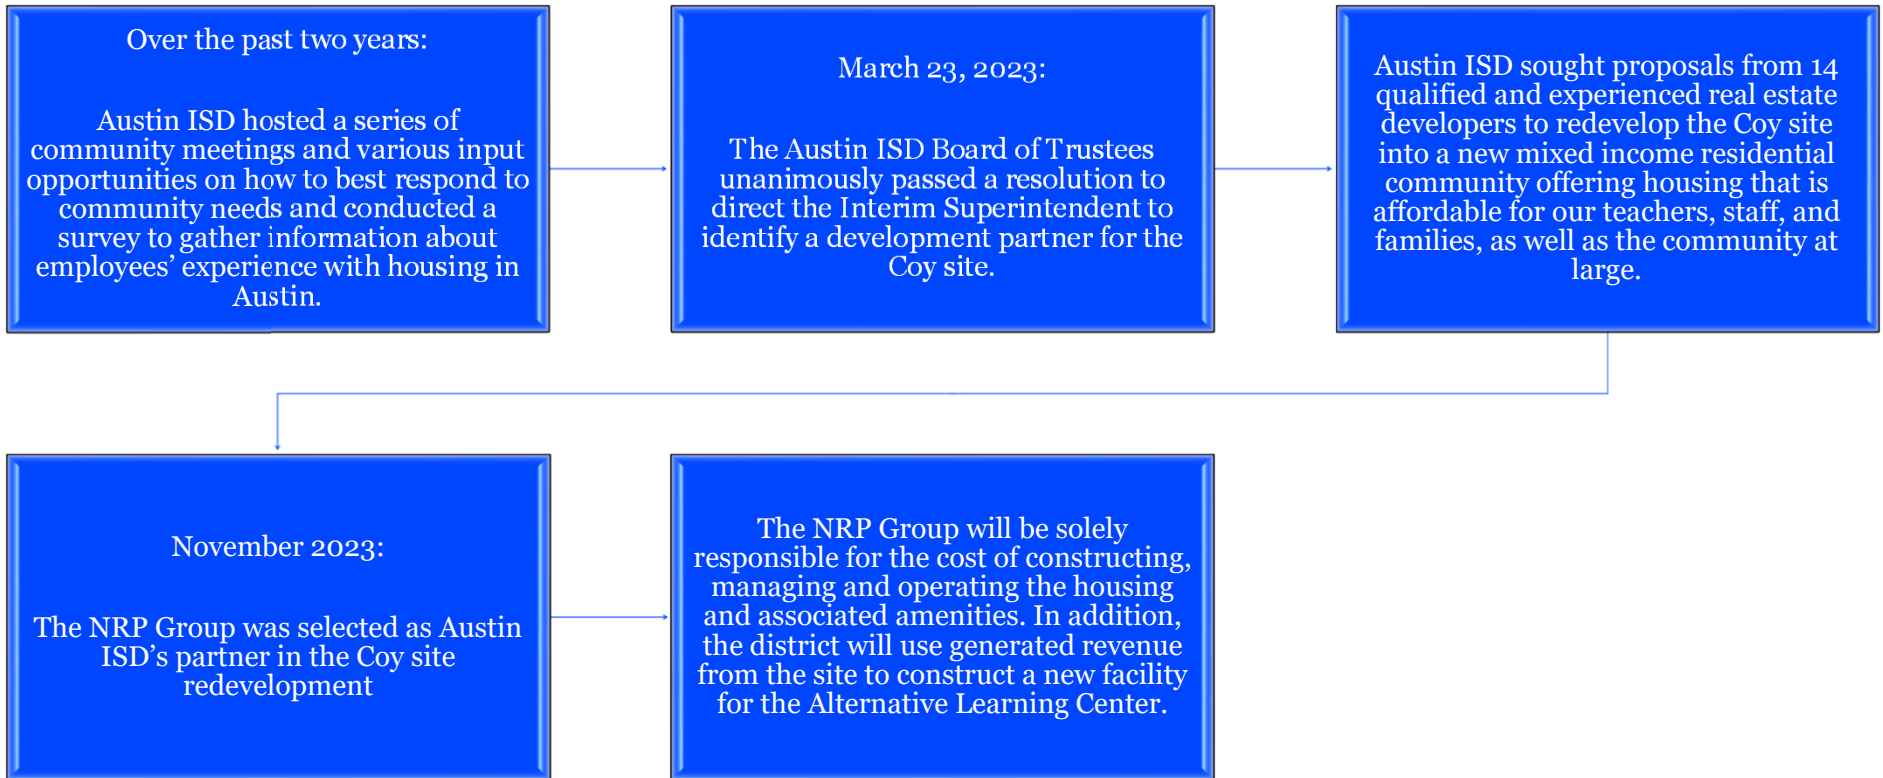 Over the past two years:
Austin ISD hosted a series of
community meetings and various input
opportunities on how to best respond to
community needs and conducted a
survey to gather information about
employees’ experience with housing in
Austin.
March 23, 2023:
The Austin ISD Board of Trustees
unanimously passed a resolution to
direct the Interim Superintendent to
identify a development partner for the
Coy site.
Austin ISD sought proposals from 14
qualified and experienced real estate
developers to redevelop the Coy site
into a new mixed income residential
community offering housing that is
affordable for our teachers, staff, and
families, as well as the community at
large.
November 2023:
The NRP Group was selected as Austin
ISD’s partner in the Coy site
redevelopment
The NRP Group will be solely
responsible for the cost of constructing,
managing and operating the housing
and associated amenities. In addition,
the district will use generated revenue
from the site to construct a new facility
for the Alternative Learning Center.